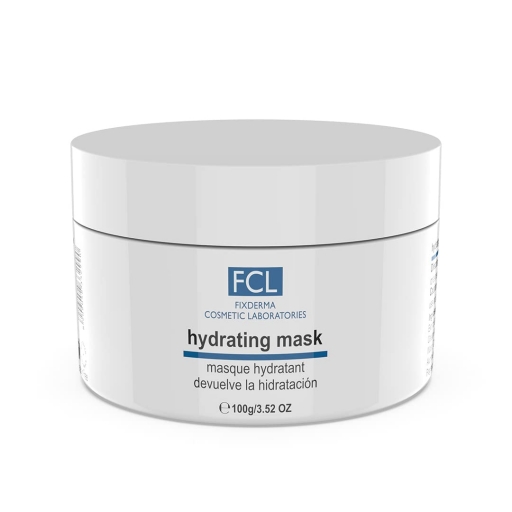 FCL
FIXDERMA
COSMETIC LABORATORIES
hydrating mask
masque hydratant
devuelve la hidratación
℮100g/3.52 OZ